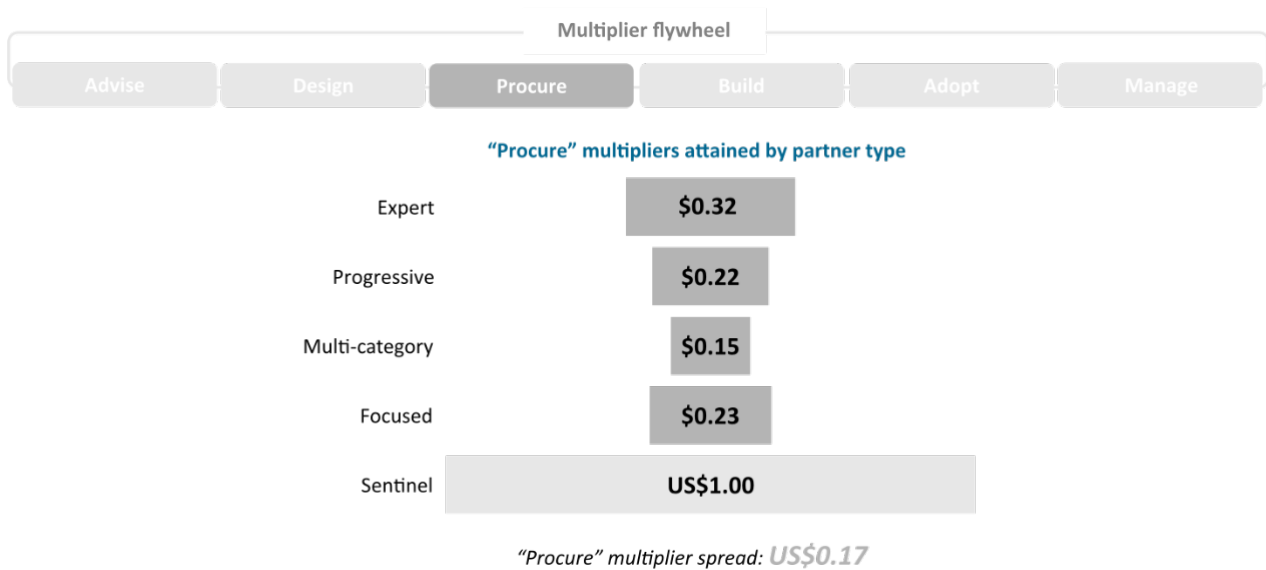 Multiplier flywheel
Advise Design Procure Build Adopt Manage
“Procure” multipliers attained by partner type
Expert $0.32
Progressive $0.22
Multi-category $0.15
Focused $0.23
Sentinel US$1.00
“Procure” multiplier spread: US$0.17